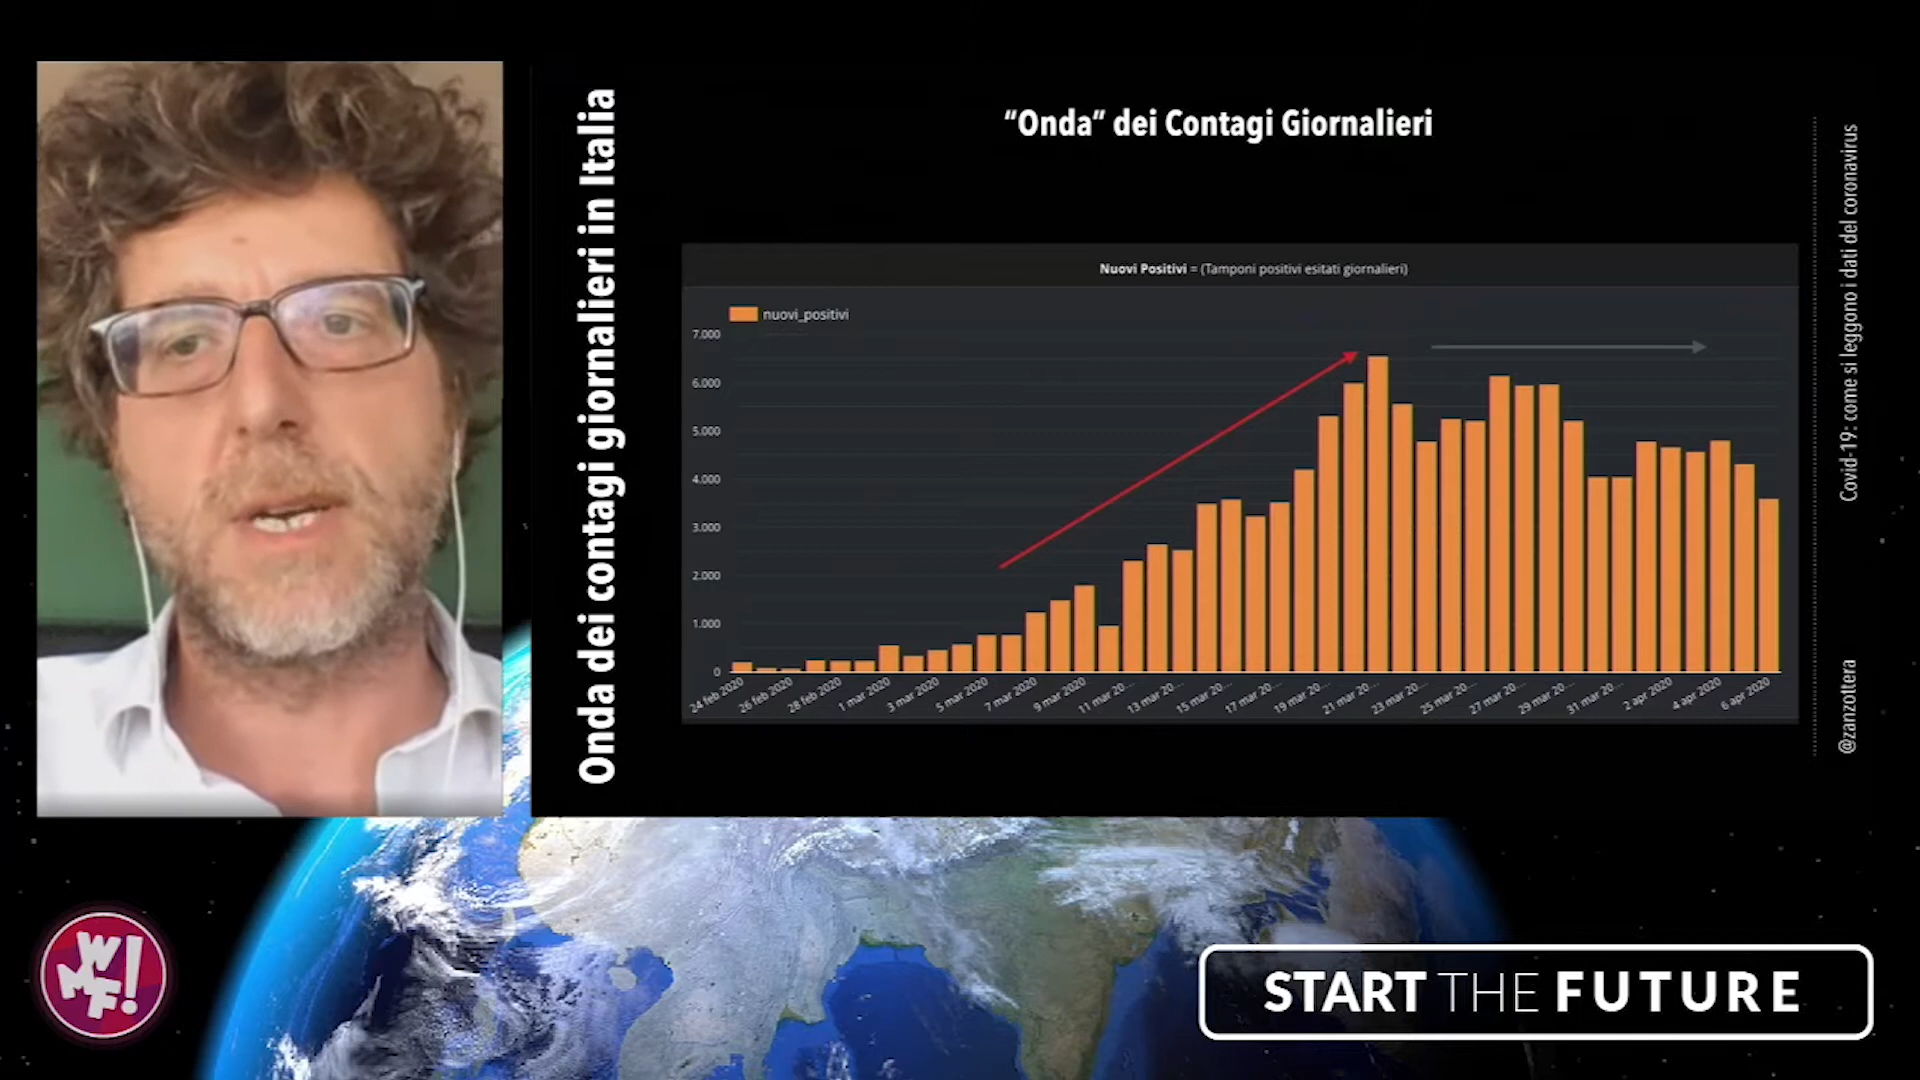 Onda dei contagi giornalieri in Italia
“Onda” dei Contagi Giornalieri
Nuovi Positivi = (Tamponi positivi esitati giornalieri)
nuovi_positivi
7.000
6.000
5.000
4.000
3.000
2.000
1.000
0
24 feb 2020
26 feb 2020
28 feb 2020
1 mar 2020
3 mar 2020
5 mar 2020
7 mar 2020
9 mar 2020
11 mar 20...
13 mar 20...
15 mar 20...
17 mar 20...
19 mar 20...
21 mar 20...
23 mar 20...
25 mar 20...
27 mar 20...
29 mar 20...
31 mar 20...
2 apr 2020
4 apr 2020
6 apr 2020
Covid-19: come si leggono i dati del coronavirus
@zanzottera
WMF!
START THE FUTURE